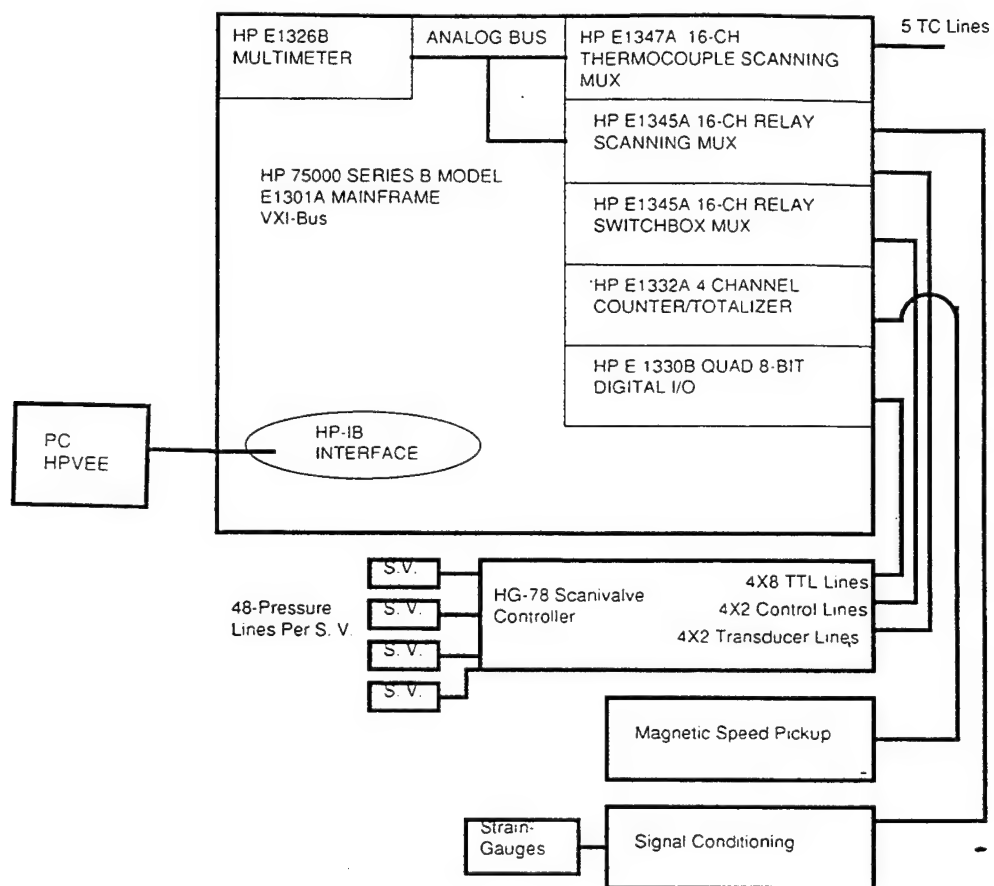 HP E1326B
MULTIMETER
ANALOG BUS
HP E1347A 16-CH
THERMOCOUPLE SCANNING
MUX
5 TC Lines
HP E1345A 16-CH RELAY
SCANNING MUX
HP 75000 SERIES B MODEL
E1301A MAINFRAME
VXI-Bus
HP E1345A 16-CH RELAY
SWITCHBOX MUX
HP E1332A 4 CHANNEL
COUNTER/TOTALIZER
HP E 1330B QUAD 8-BIT
DIGITAL I/O
PC
HPVEE
HP-IB
INTERFACE
S.V.
S.V.
S.V.
S.V.
48-Pressure
Lines Per S. V.
HG-78 Scanivalve
Controller
4X8 TTL Lines
4X2 Control Lines
4X2 Transducer Lines
Magnetic Speed Pickup
Strain-
Gauges
Signal Conditioning